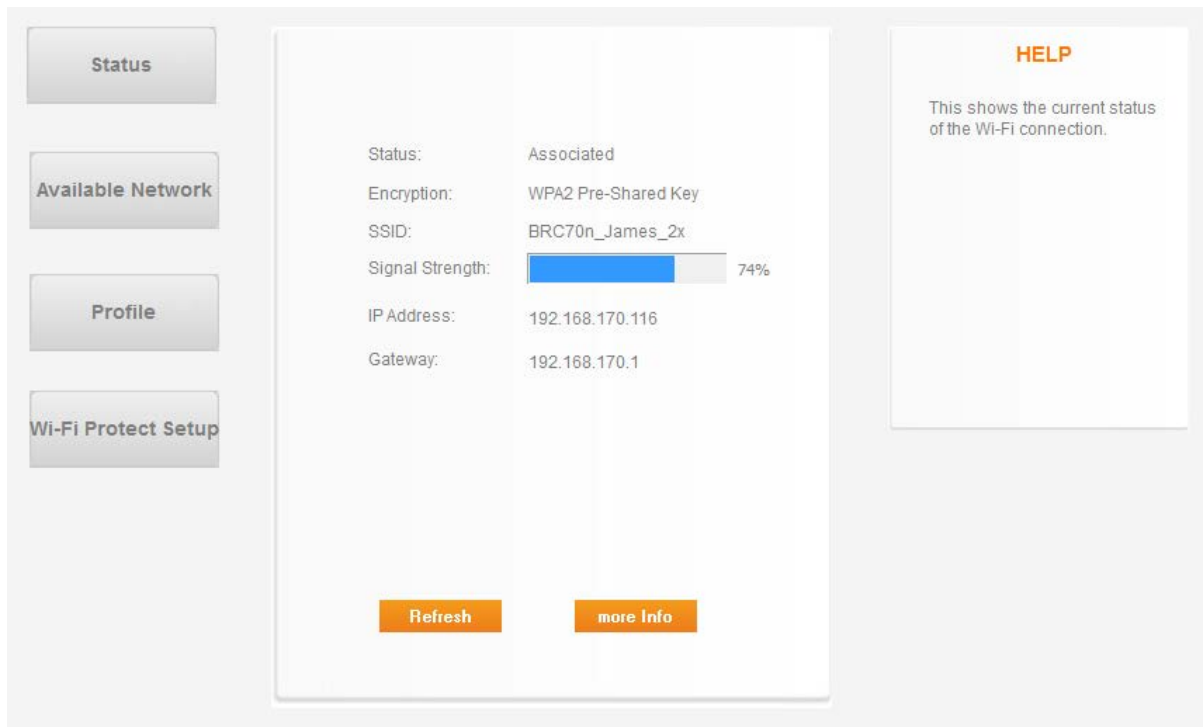 Status
Available Network
Profile
Wi-Fi Protect Setup
Status: Associated
Encryption: WPA2 Pre-Shared Key
SSID: BRC70n_James_2x
Signal Strength: 74%
IP Address: 192.168.170.116
Gateway: 192.168.170.1
Refresh more Info
HELP
This shows the current status
of the Wi-Fi connection.